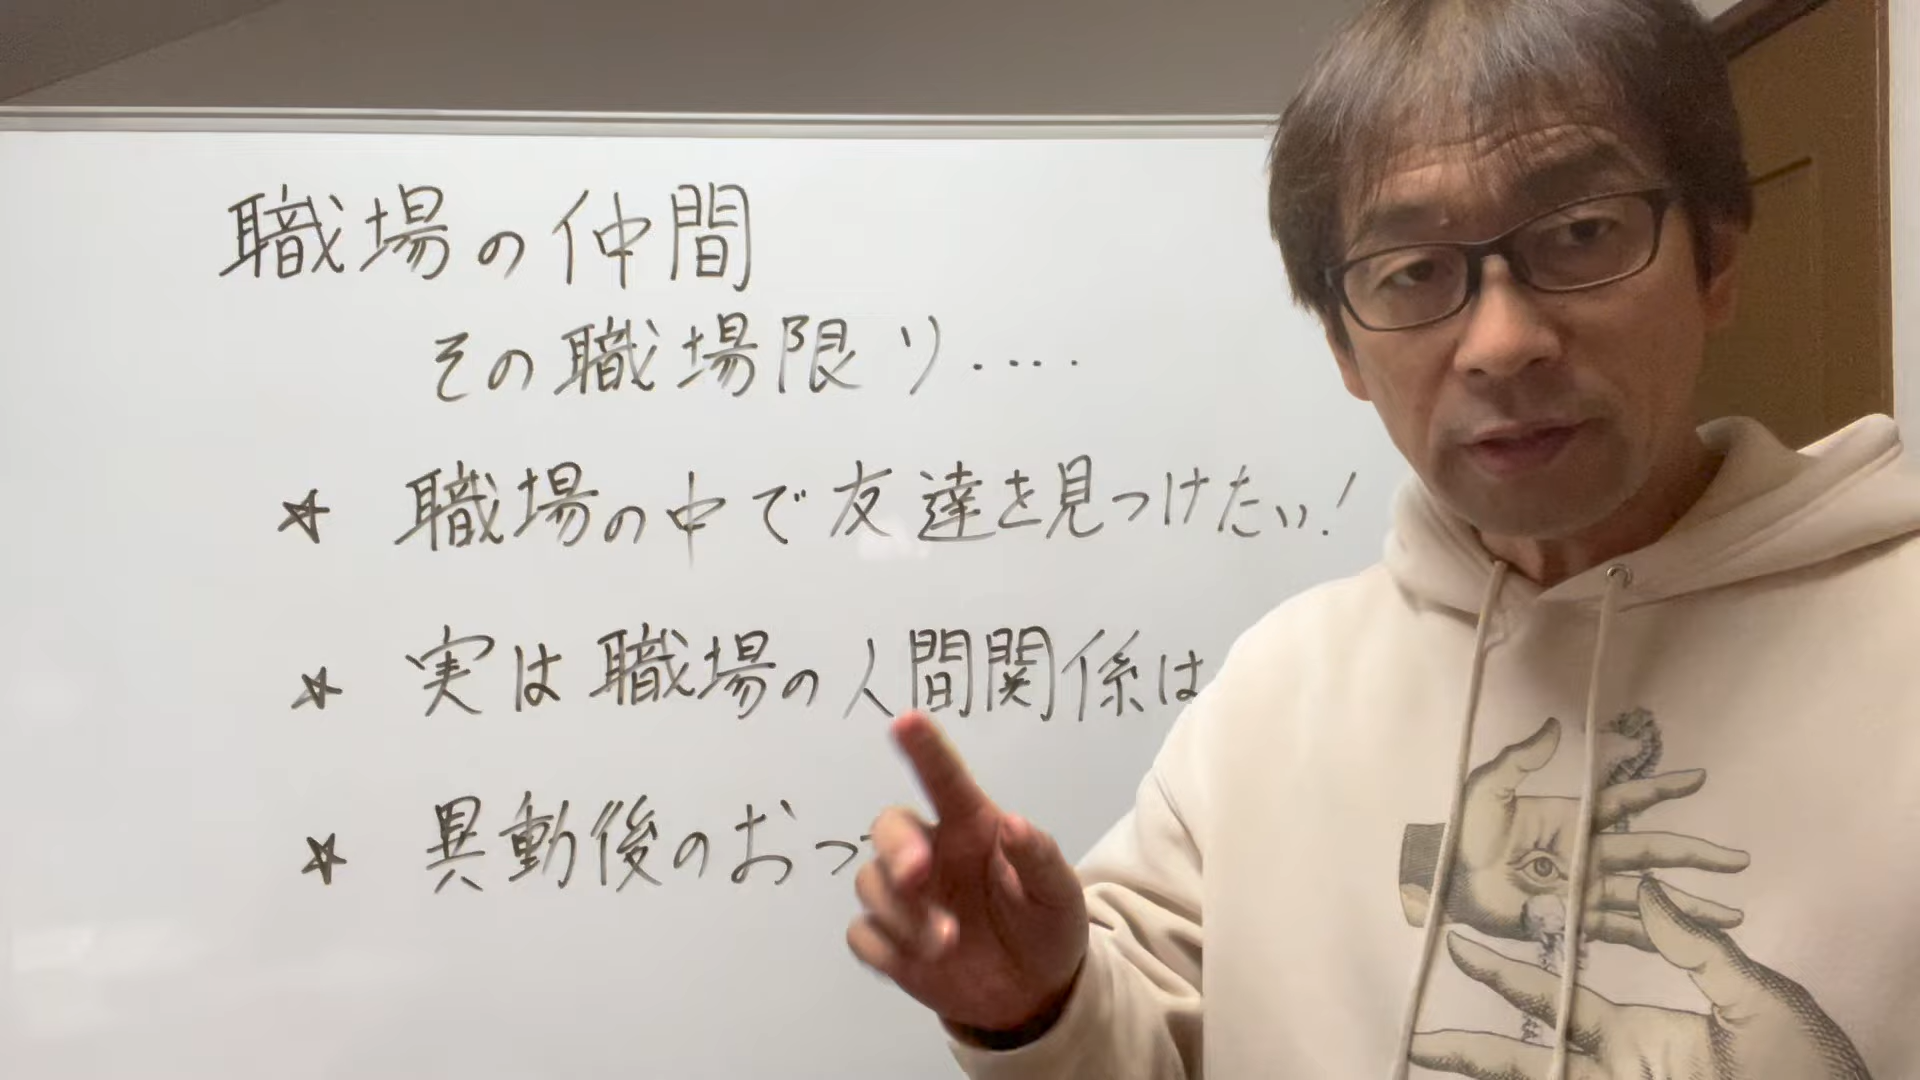 職場の仲間
その職場限り‥‥
☆ 職場の中で友達を見つけたい!
☆ 実は職場の人間関係は
☆ 異動後のおつ